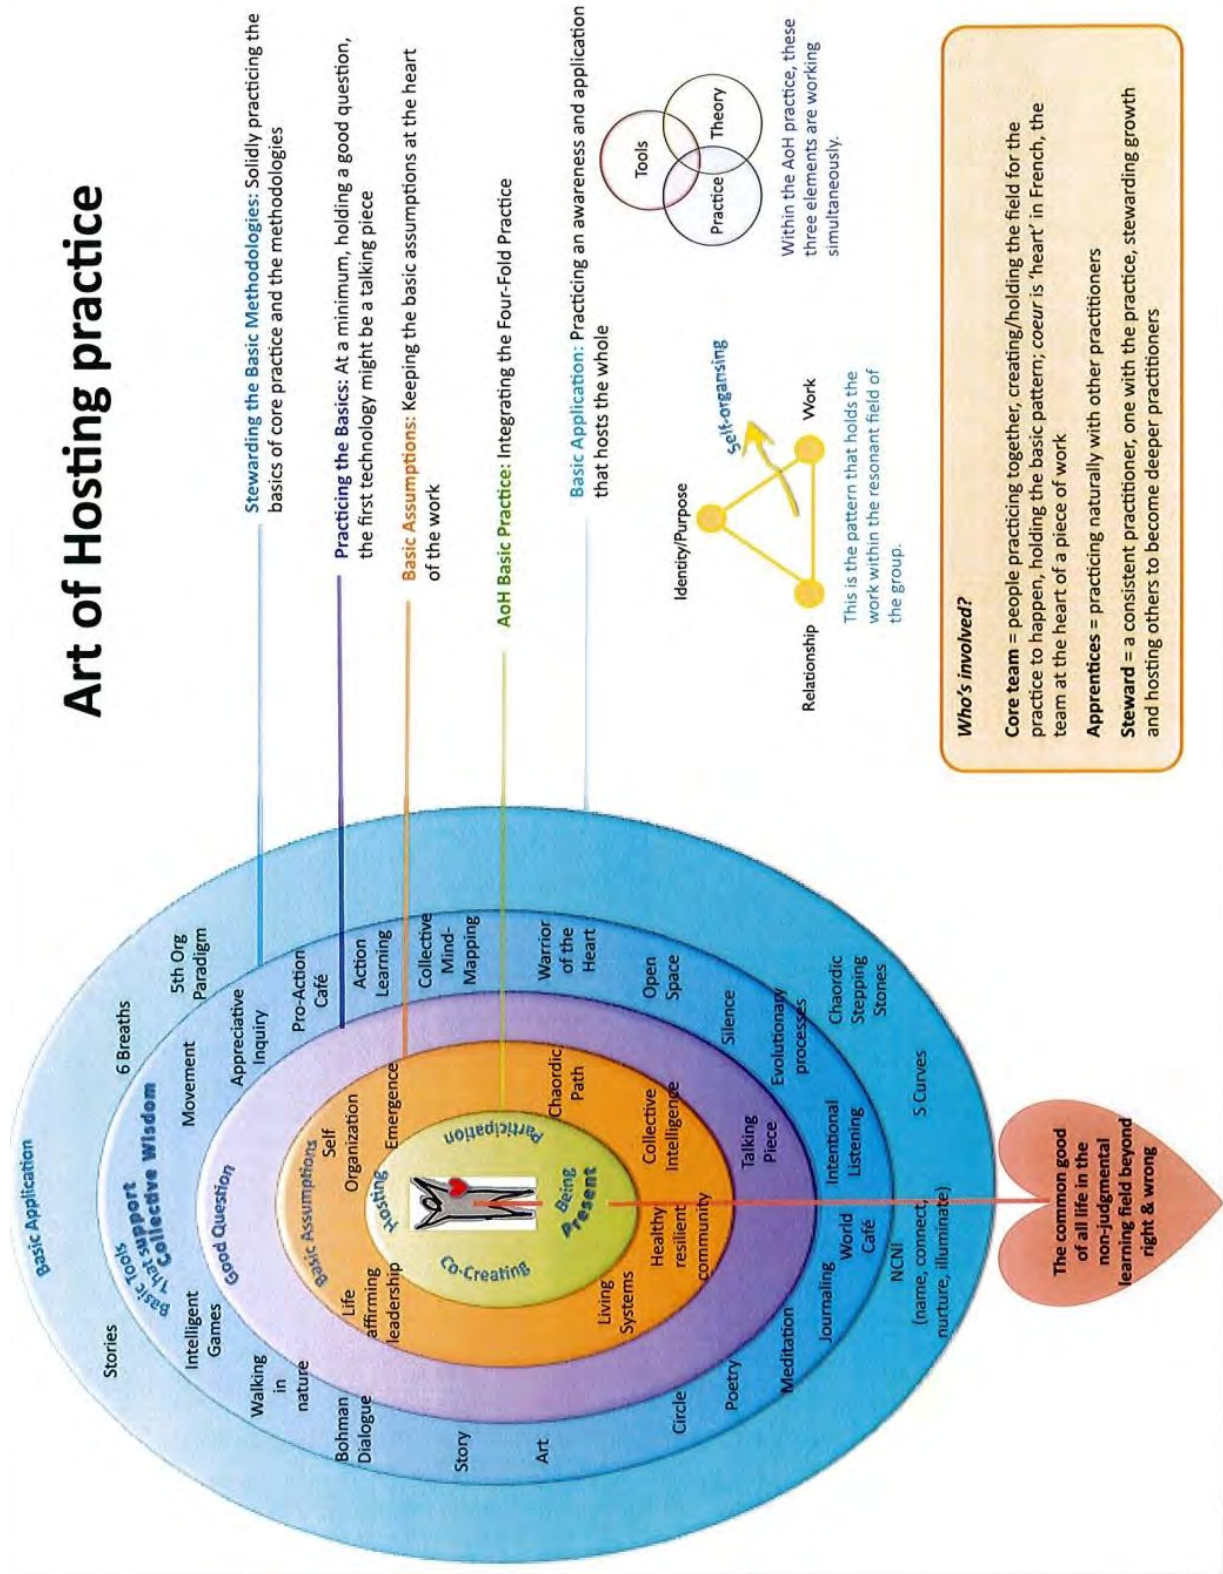 Art of Hosting practice
Basic Application
Stories
6 Breaths
5th Org
Paradigm
Basic Tools
That support
Collective Wisdom
Intelligent
Games
Movement
Walking
in
nature
Appreciative
Inquiry
Pro-Action
Café
Good Question
Bohman
Dialogue
Action
Learning
Basic Assumptions
Life
affirming
leadership
Self
Organization
Emergence
Collective
Mind-
Mapping
Story
Hosting
Participation
Co-Creating
Being
Present
Art
Chaordic
Path
Warrior
of the
Heart
Living
Systems
Healthy
resilient
community
Collective
Intelligence
Open
Space
Circle
Poetry
Talking
Piece
Silence
Meditation
Evolutionary
processes
Journaling
World
Café
Intentional
Listening
Chaordic
Stepping
Stones
NCNI
(name, connect,
nurture, illuminate)
S Curves
The common good
of all life in the
non-judgmental
learning field beyond
right & wrong
Stewarding the Basic Methodologies: Solidly practicing the
basics of core practice and the methodologies
Practicing the Basics: At a minimum, holding a good question,
the first technology might be a talking piece
Basic Assumptions: Keeping the basic assumptions at the heart
of the work
AoH Basic Practice: Integrating the Four-Fold Practice
Basic Application: Practicing an awareness and application
that hosts the whole
Identity/Purpose
Self-organising
Relationship
Work
This is the pattern that holds the
work within the resonant field of
the group.
Tools
Practice
Theory
Within the AoH practice, these
three elements are working
simultaneously.
Who's involved?
Core team = people practicing together, creating/holding the field for the
practice to happen, holding the basic pattern; coeur is 'heart' in French, the
team at the heart of a piece of work
Apprentices = practicing naturally with other practitioners
Steward = a consistent practitioner, one with the practice, stewarding growth
and hosting others to become deeper practitioners